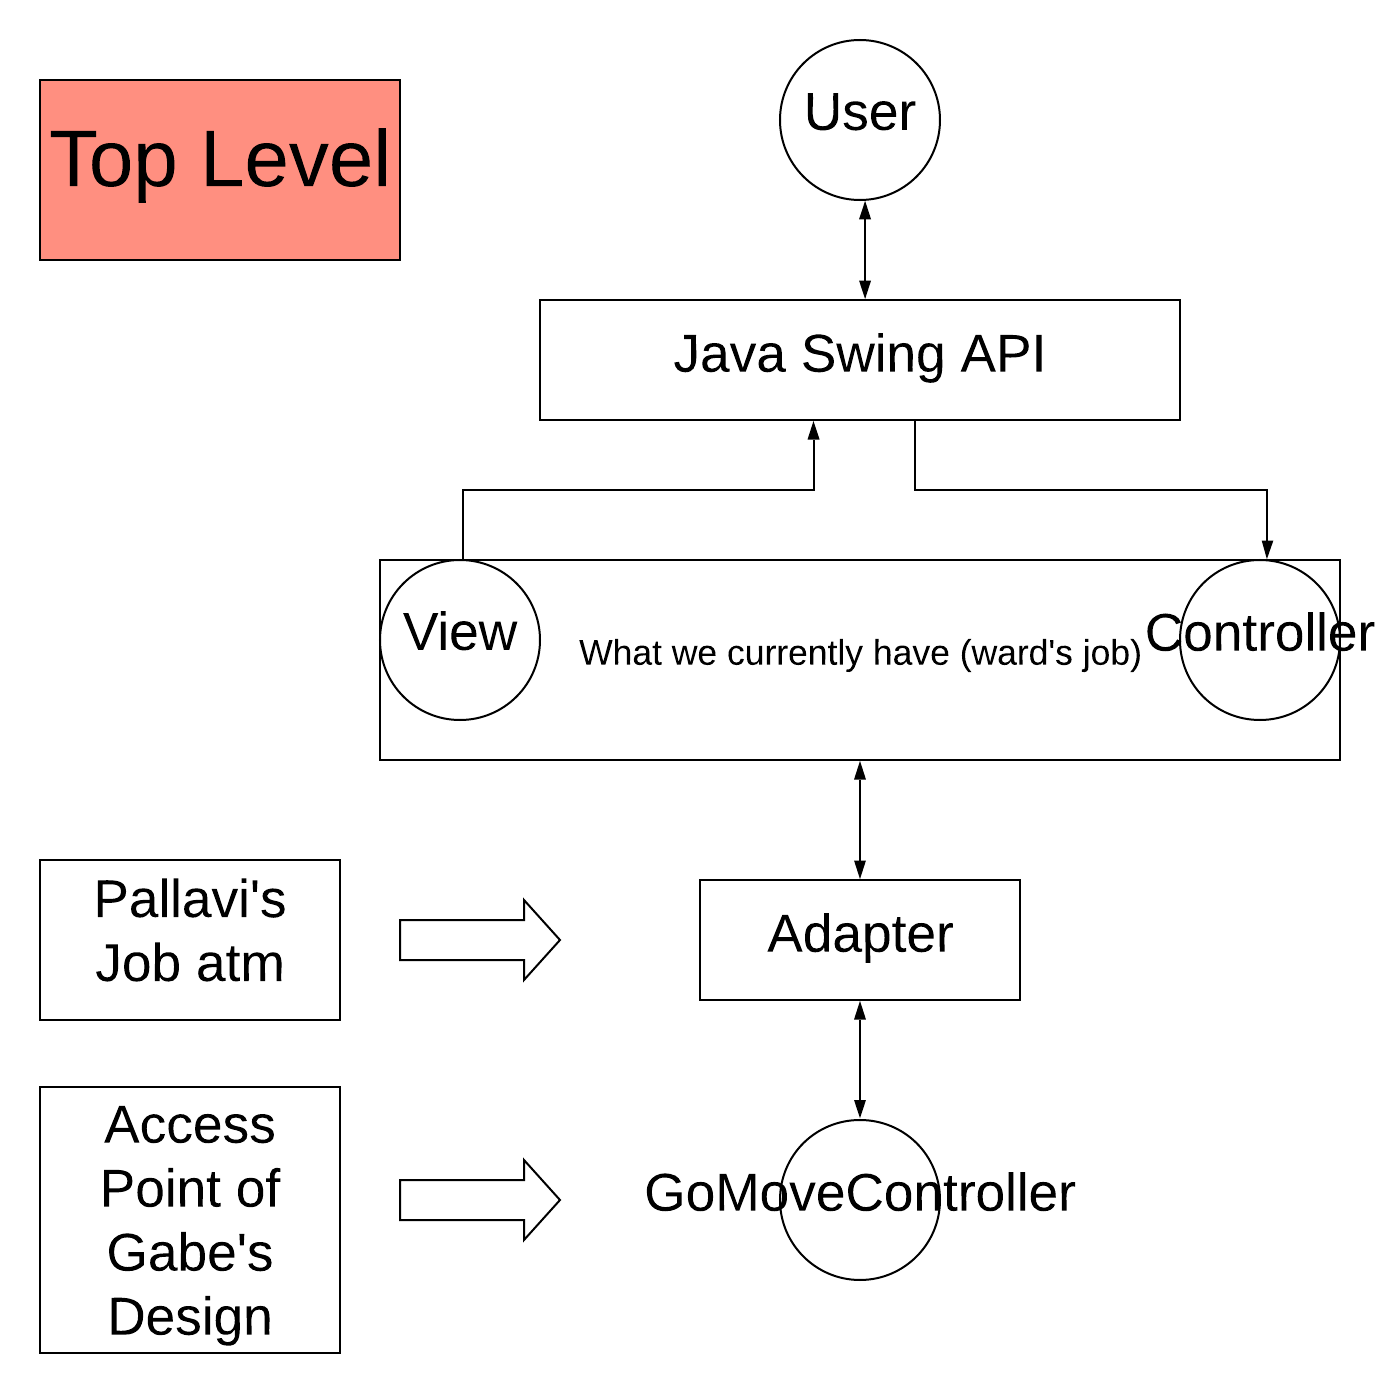 User
Top Level
Java Swing API
View
What we currently have (ward's job)
Controller
Pallavi's
Job atm
Adapter
Access
Point of
Gabe's
Design
GoMoveController